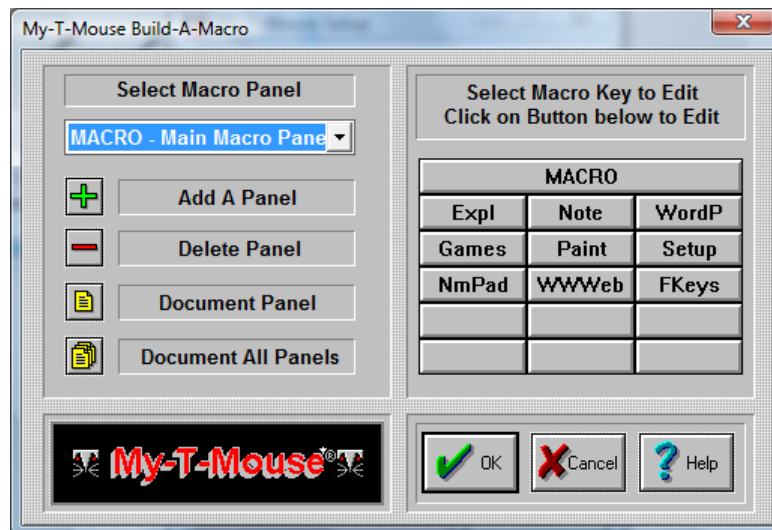 My-T-Mouse Build-A-Macro
Select Macro Panel
MACRO - Main Macro Pane
Add A Panel
Delete Panel
Document Panel
Document All Panels
Select Macro Key to Edit
Click on Button below to Edit
MACRO
Expl Note WordP
Games Paint Setup
NmPad WWWeb FKeys
My-T-Mouse®
OK Cancel Help